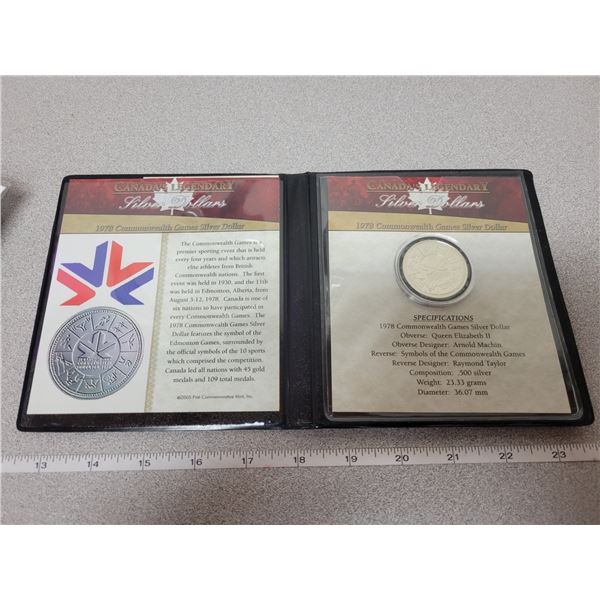 CANADA'S LEGENDARY
Silver Dollars
1978 Commonwealth Games Silver Dollar
The Commonwealth Games is a
premier sporting event that is held
every four years and which attracts
elite athletes from British
Commonwealth nations. The first
event was held in 1930, and the 11th
was held in Edmonton, Alberta, from
August 3-12, 1978. Canada is one of
six nations to have participated in
every Commonwealth Games. The
1978 Commonwealth Games Silver
Dollar features the symbol of the
Edmonton Games, surrounded by
the official symbols of the 10 sports
which comprised the competition.
Canada led all nations with 45 gold
medals and 109 total medals.
©2005 First Commemorative Mint, Inc.
CANADA'S LEGENDARY
Silver Dollars
1978 Commonwealth Games Silver Dollar
SPECIFICATIONS
1978 Commonwealth Games Silver Dollar
Obverse: Queen Elizabeth II
Obverse Designer: Arnold Machin
Reverse: Symbols of the Commonwealth Games
Reverse Designer: Raymond Taylor
Composition: .500 silver
Weight: 23.33 grams
Diameter: 36.07 mm
13 14 15 16 17 18 19 20 21 22 23